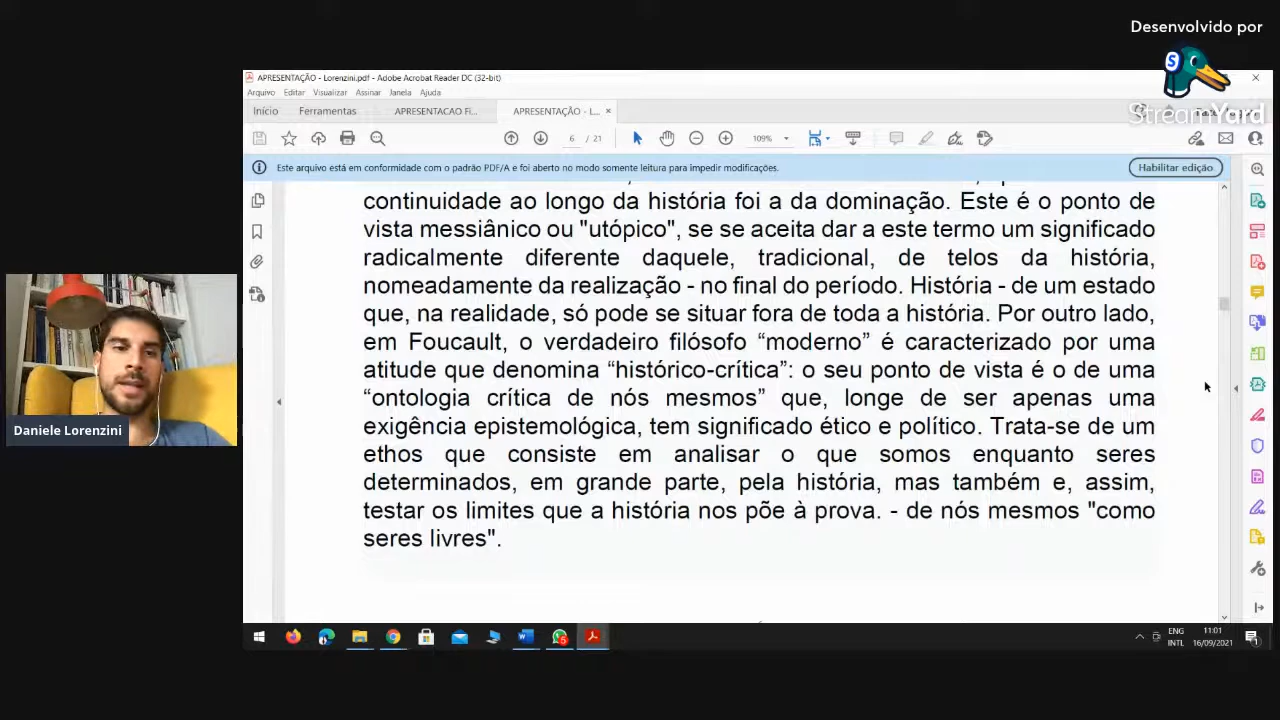 Desenvolvido por
StreamYard
APRESENTAÇÃO - Lorenzini.pdf - Adobe Acrobat Reader DC (32-bit)
Arquivo Editar Visualizar Assinar Janela Ajuda
Início Ferramentas APRESENTACAO Fi... APRESENTAÇÃO - L...
6 / 21 109%
Este arquivo está em conformidade com o padrão PDF/A e foi aberto no modo somente leitura para impedir modificações. Habilitar edição
continuidade ao longo da história foi a da dominação. Este é o ponto de
vista messiânico ou "utópico", se se aceita dar a este termo um significado
radicalmente diferente daquele, tradicional, de telos da história,
nomeadamente da realização - no final do período. História - de um estado
que, na realidade, só pode se situar fora de toda a história. Por outro lado,
em Foucault, o verdadeiro filósofo “moderno” é caracterizado por uma
atitude que denomina “histórico-crítica”: o seu ponto de vista é o de uma
“ontologia crítica de nós mesmos” que, longe de ser apenas uma
exigência epistemológica, tem significado ético e político. Trata-se de um
ethos que consiste em analisar o que somos enquanto seres
determinados, em grande parte, pela história, mas também e, assim,
testar os limites que a história nos põe à prova. - de nós mesmos "como
seres livres".
Daniele Lorenzini
ENG 11:01
INTL 16/09/2021